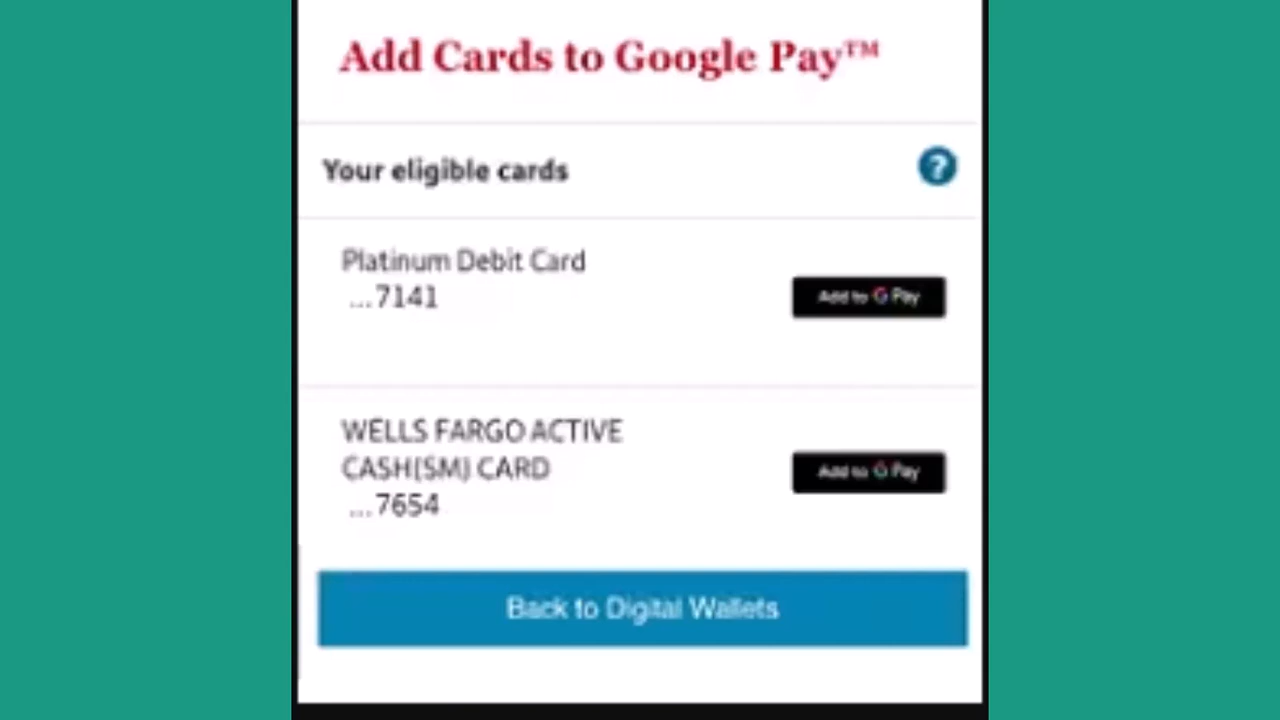 Add Cards to Google Pay™
Your eligible cards
?
Platinum Debit Card
...7141
Add to G Pay
WELLS FARGO ACTIVE
CASH(SM) CARD
...7654
Add to G Pay
Back to Digital Wallets